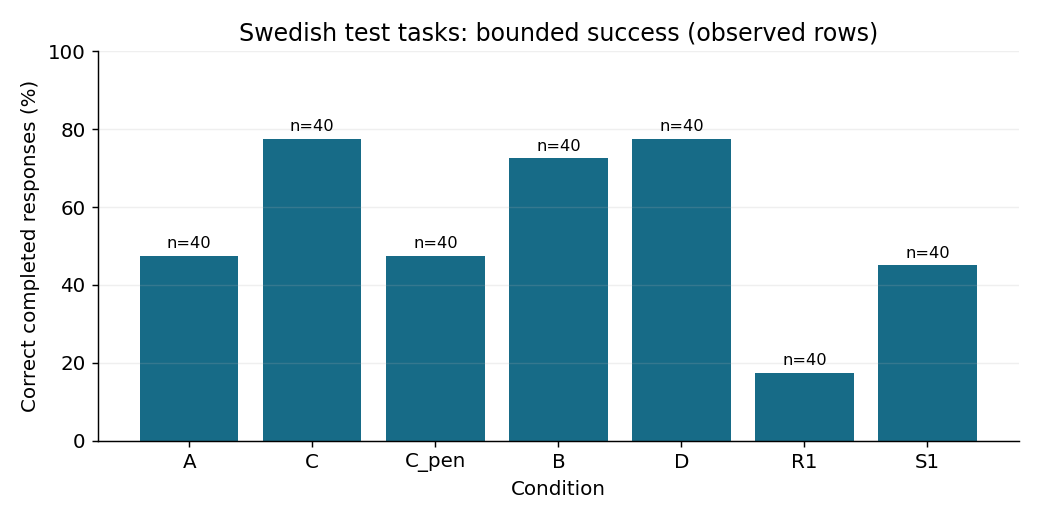 Swedish test tasks: bounded success (observed rows)
Correct completed responses (%)
100
80
60
40
20
0
n=40
n=40
n=40
n=40
n=40
n=40
n=40
A
C
C_pen
B
D
R1
S1
Condition